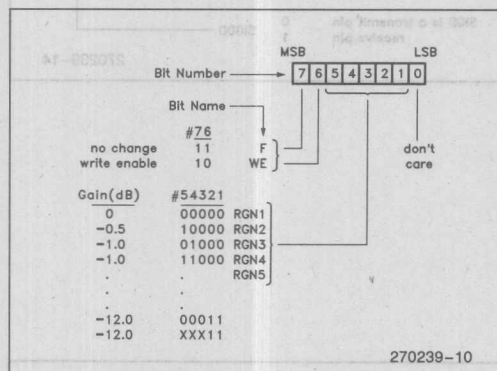 MSB LSB
Bit Number 7 6 5 4 3 2 1 0
Bit Name
#76
no change 11 F
write enable 10 WE
don't
care
Gain(dB) #54321
0 00000 RGN1
-0.5 10000 RGN2
-1.0 01000 RGN3
-1.0 11000 RGN4
. . RGN5
. .
. .
-12.0 00011
-12.0 XXX11
270239-10